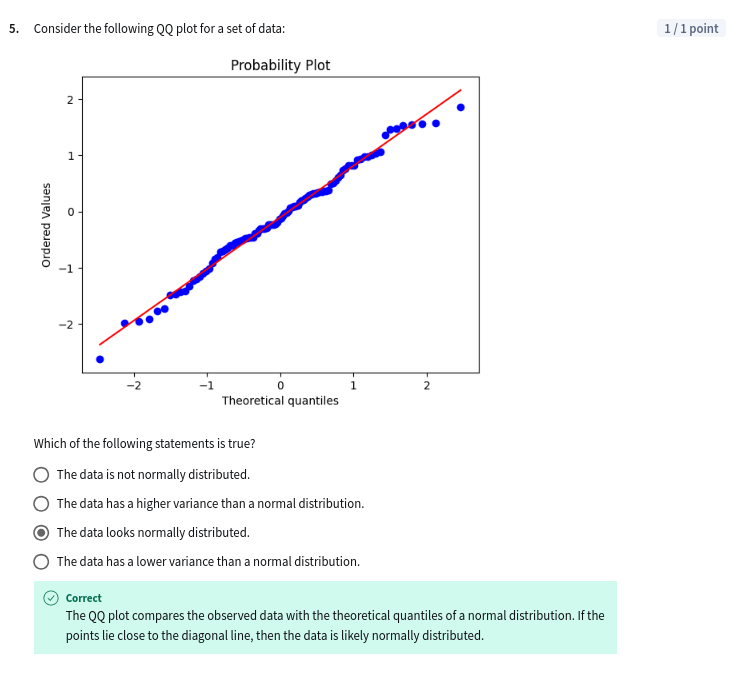 5. Consider the following QQ plot for a set of data:
1 / 1 point
Probability Plot
2
1
0
−1
−2
Ordered Values
−2 −1 0 1 2
Theoretical quantiles
Which of the following statements is true?
The data is not normally distributed.
The data has a higher variance than a normal distribution.
The data looks normally distributed.
The data has a lower variance than a normal distribution.
Correct
The QQ plot compares the observed data with the theoretical quantiles of a normal distribution. If the
points lie close to the diagonal line, then the data is likely normally distributed.